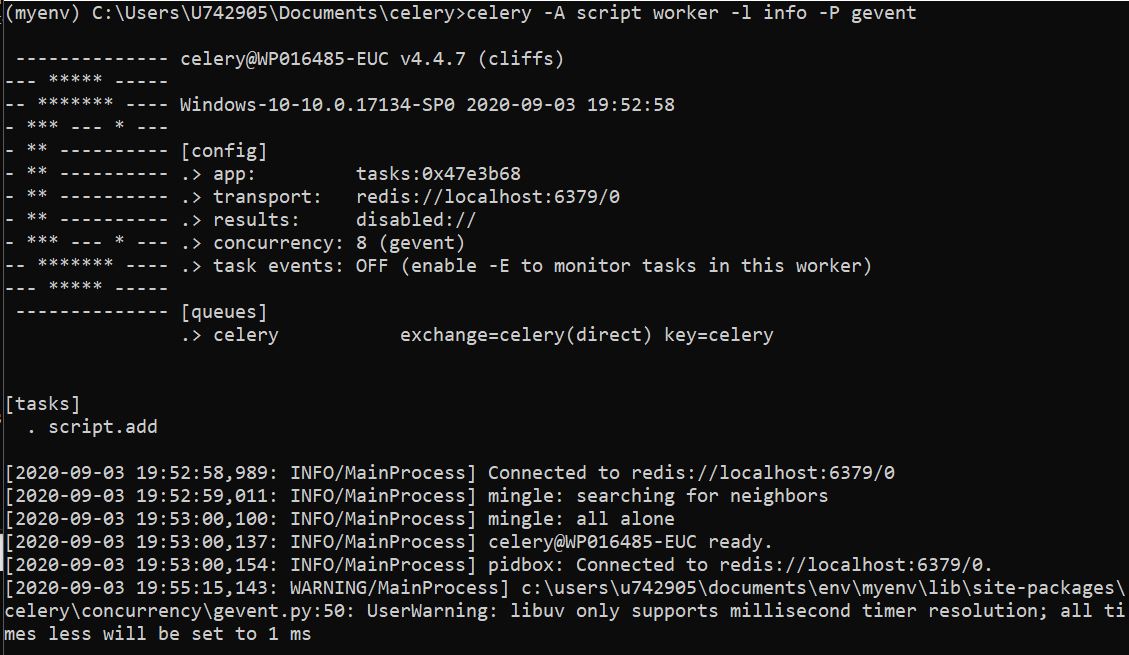 (myenv) C:\Users\U742905\Documents\celery>celery -A script worker -l info -P gevent
-------------- celery@WP016485-EUC v4.4.7 (cliffs)
--- ***** -----
-- ******* ---- Windows-10-10.0.17134-SP0 2020-09-03 19:52:58
- *** --- * ---
- ** ---------- [config]
- ** ---------- .> app:         tasks:0x47e3b68
- ** ---------- .> transport:   redis://localhost:6379/0
- ** ---------- .> results:     disabled://
- *** --- * --- .> concurrency: 8 (gevent)
-- ******* ---- .> task events: OFF (enable -E to monitor tasks in this worker)
--- ***** -----
-------------- [queues]
.> celery           exchange=celery(direct) key=celery
[tasks]
. script.add
[2020-09-03 19:52:58,989: INFO/MainProcess] Connected to redis://localhost:6379/0
[2020-09-03 19:52:59,011: INFO/MainProcess] mingle: searching for neighbors
[2020-09-03 19:53:00,100: INFO/MainProcess] mingle: all alone
[2020-09-03 19:53:00,137: INFO/MainProcess] celery@WP016485-EUC ready.
[2020-09-03 19:53:00,154: INFO/MainProcess] pidbox: Connected to redis://localhost:6379/0.
[2020-09-03 19:55:15,143: WARNING/MainProcess] c:\users\u742905\documents\env\myenv\lib\site-packages\
celery\concurrency\gevent.py:50: UserWarning: libuv only supports millisecond timer resolution; all ti
mes less will be set to 1 ms